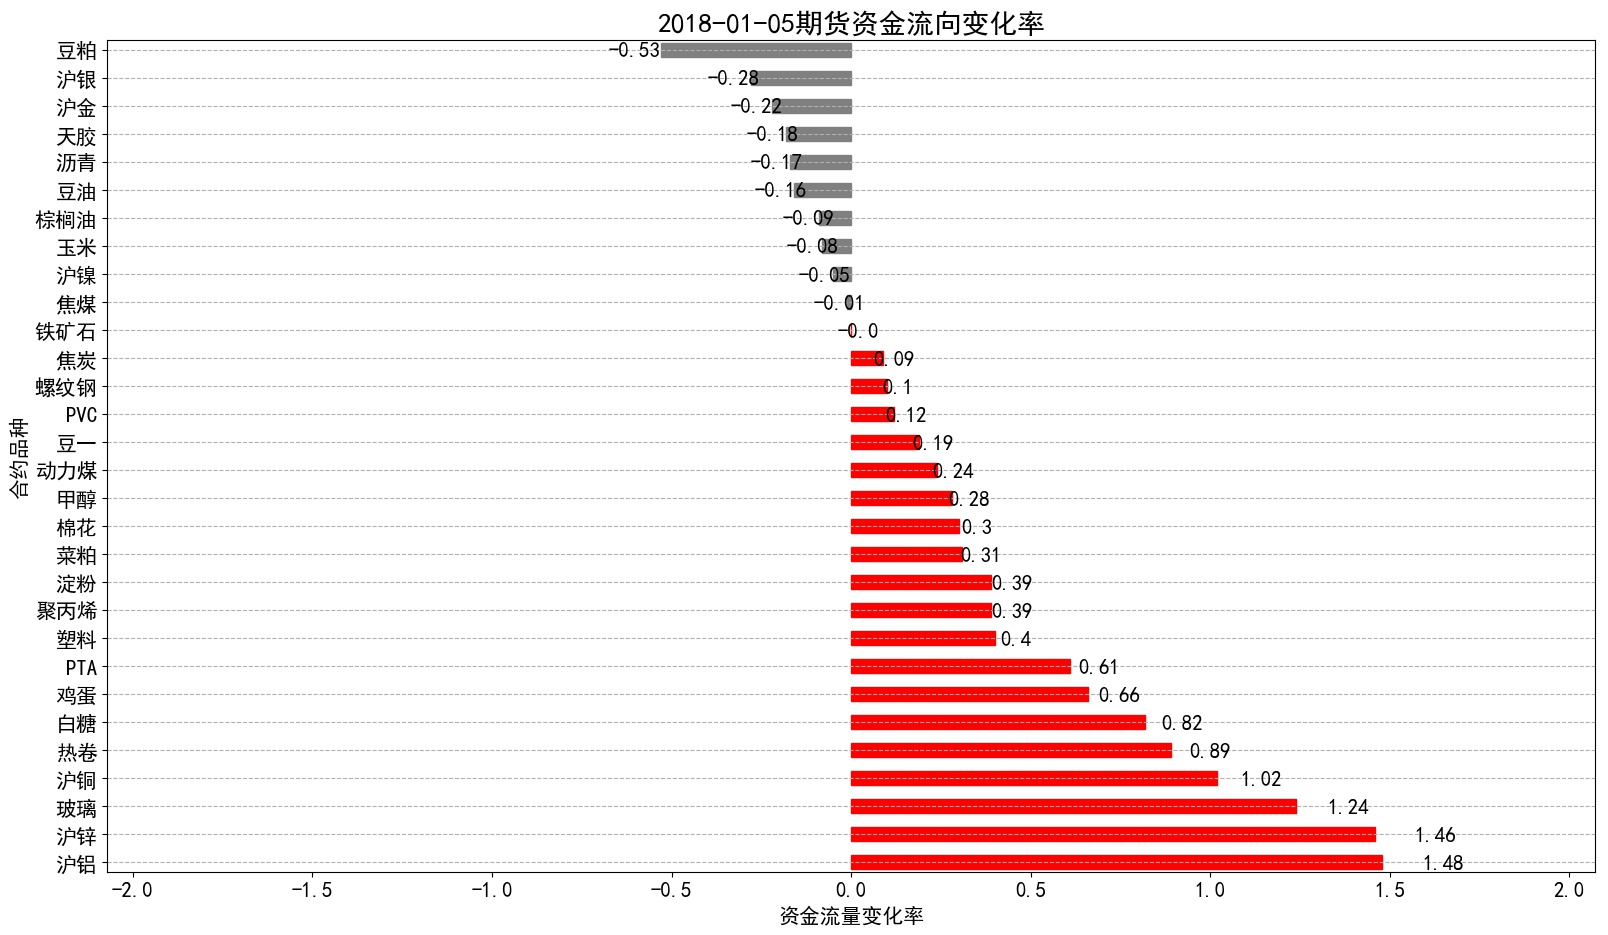 2018-01-05期货资金流向变化率
豆粕 -0.53
沪银 -0.28
沪金 -0.22
天胶 -0.18
沥青 -0.17
豆油 -0.16
棕榈油 -0.09
玉米 -0.08
沪镍 -0.05
焦煤 -0.01
铁矿石 -0.0
焦炭 0.09
螺纹钢 0.1
PVC 0.12
豆一 0.19
动力煤 0.24
甲醇 0.28
棉花 0.3
菜粕 0.31
淀粉 0.39
聚丙烯 0.39
塑料 0.4
PTA 0.61
鸡蛋 0.66
白糖 0.82
热卷 0.89
沪铜 1.02
玻璃 1.24
沪锌 1.46
沪铝 1.48
合约品种
-2.0 -1.5 -1.0 -0.5 0.0 0.5 1.0 1.5 2.0
资金流量变化率